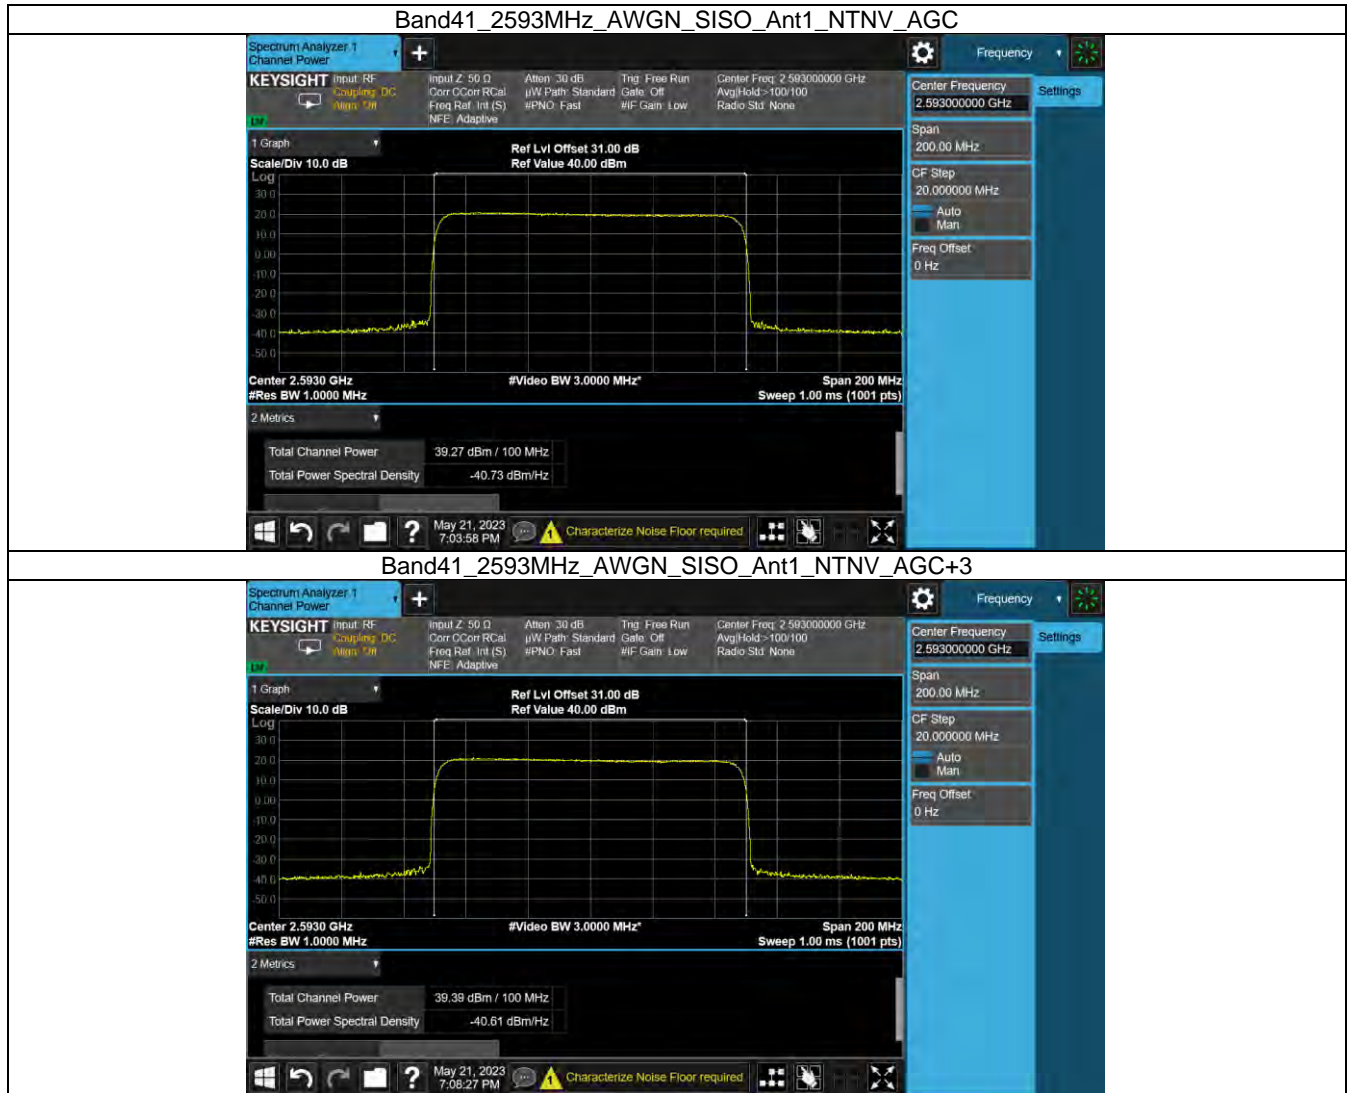 Band41_2593MHz_AWGN_SISO_Ant1_NTNV_AGC
Spectrum Analyzer 1
Channel Power
Frequency
KEYSIGHT
Input: RF
Coupling: DC
Align: Off
Input Z: 50 Ω
Corr CCorr RCal
Freq Ref: Int (S)
NFE: Adaptive
Atten: 30 dB
µW Path: Standard
#PNO: Fast
Trig: Free Run
Gate: Off
#IF Gain: Low
Center Freq: 2.593000000 GHz
Avg|Hold:>100/100
Radio Std: None
Center Frequency
2.593000000 GHz
Settings
Span
200.00 MHz
CF Step
20.000000 MHz
Auto
Man
Freq Offset
0 Hz
1 Graph
Scale/Div 10.0 dB
Ref Lvl Offset 31.00 dB
Ref Value 40.00 dBm
Log
30.0
20.0
10.0
0.00
-10.0
-20.0
-30.0
-40.0
-50.0
Center 2.5930 GHz
#Video BW 3.0000 MHz*
Span 200 MHz
#Res BW 1.0000 MHz
Sweep 1.00 ms (1001 pts)
2 Metrics
Total Channel Power 39.27 dBm / 100 MHz
Total Power Spectral Density -40.73 dBm/Hz
May 21, 2023
7:03:58 PM
Characterize Noise Floor required
Band41_2593MHz_AWGN_SISO_Ant1_NTNV_AGC+3
Spectrum Analyzer 1
Channel Power
Frequency
KEYSIGHT
Input: RF
Coupling: DC
Align: Off
Input Z: 50 Ω
Corr CCorr RCal
Freq Ref: Int (S)
NFE: Adaptive
Atten: 30 dB
µW Path: Standard
#PNO: Fast
Trig: Free Run
Gate: Off
#IF Gain: Low
Center Freq: 2.593000000 GHz
Avg|Hold:>100/100
Radio Std: None
Center Frequency
2.593000000 GHz
Settings
Span
200.00 MHz
CF Step
20.000000 MHz
Auto
Man
Freq Offset
0 Hz
1 Graph
Scale/Div 10.0 dB
Ref Lvl Offset 31.00 dB
Ref Value 40.00 dBm
Log
30.0
20.0
10.0
0.00
-10.0
-20.0
-30.0
-40.0
-50.0
Center 2.5930 GHz
#Video BW 3.0000 MHz*
Span 200 MHz
#Res BW 1.0000 MHz
Sweep 1.00 ms (1001 pts)
2 Metrics
Total Channel Power 39.39 dBm / 100 MHz
Total Power Spectral Density -40.61 dBm/Hz
May 21, 2023
7:08:27 PM
Characterize Noise Floor required